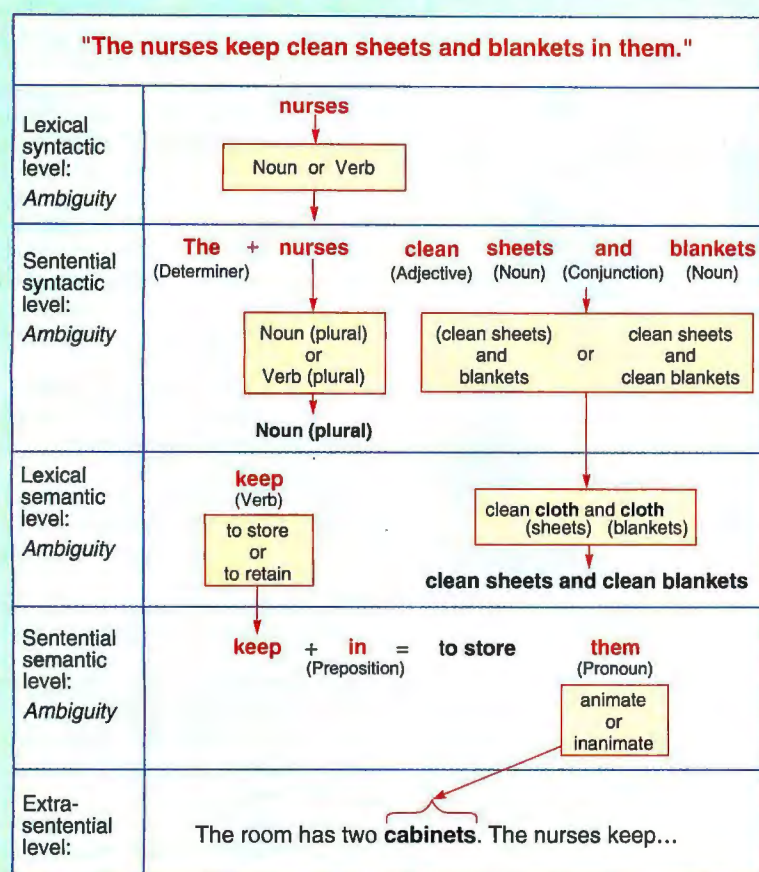 "The nurses keep clean sheets and blankets in them."
Lexical
syntactic
level:
Ambiguity
nurses
Noun or Verb
Sentential
syntactic
level:
Ambiguity
The + nurses clean sheets and blankets
(Determiner) (Adjective) (Noun) (Conjunction) (Noun)
Noun (plural)
or
Verb (plural)
Noun (plural)
(clean sheets) clean sheets
and or and
blankets clean blankets
Lexical
semantic
level:
Ambiguity
keep
(Verb)
to store
or
to retain
clean cloth and cloth
(sheets) (blankets)
clean sheets and clean blankets
Sentential
semantic
level:
Ambiguity
keep + in = to store them
(Preposition) (Pronoun)
animate
or
inanimate
Extra-
sentential
level:
The room has two cabinets. The nurses keep...